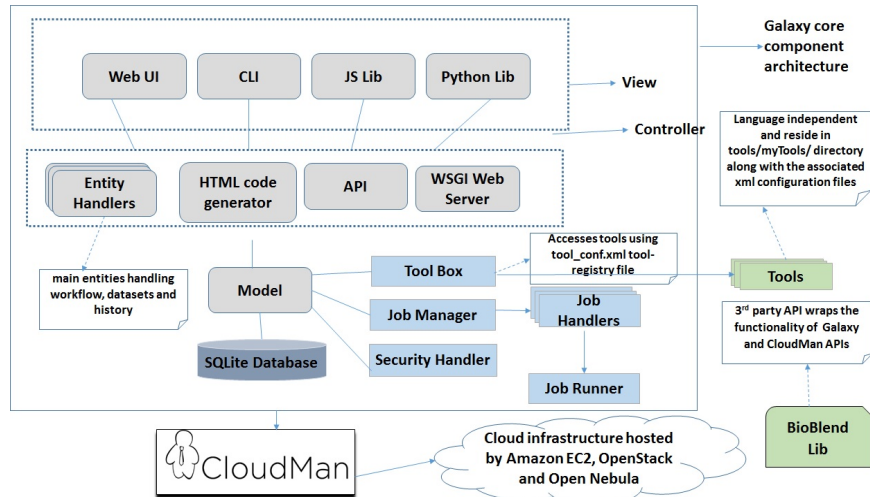 Galaxy core
component
architecture
Web UI
CLI
JS Lib
Python Lib
View
Controller
Language independent
and reside in
tools/myTools/ directory
along with the associated
xml configuration files
Entity
Handlers
HTML code
generator
API
WSGI Web
Server
main entities handling
workflow, datasets and
history
Model
Tool Box
Accesses tools using
tool_conf.xml tool-
registry file
Tools
Job Manager
Job
Handlers
3rd party API wraps the
functionality of Galaxy
and CloudMan APIs
SQLite Database
Security Handler
Job Runner
BioBlend
Lib
CloudMan
Cloud infrastructure hosted
by Amazon EC2, OpenStack
and Open Nebula